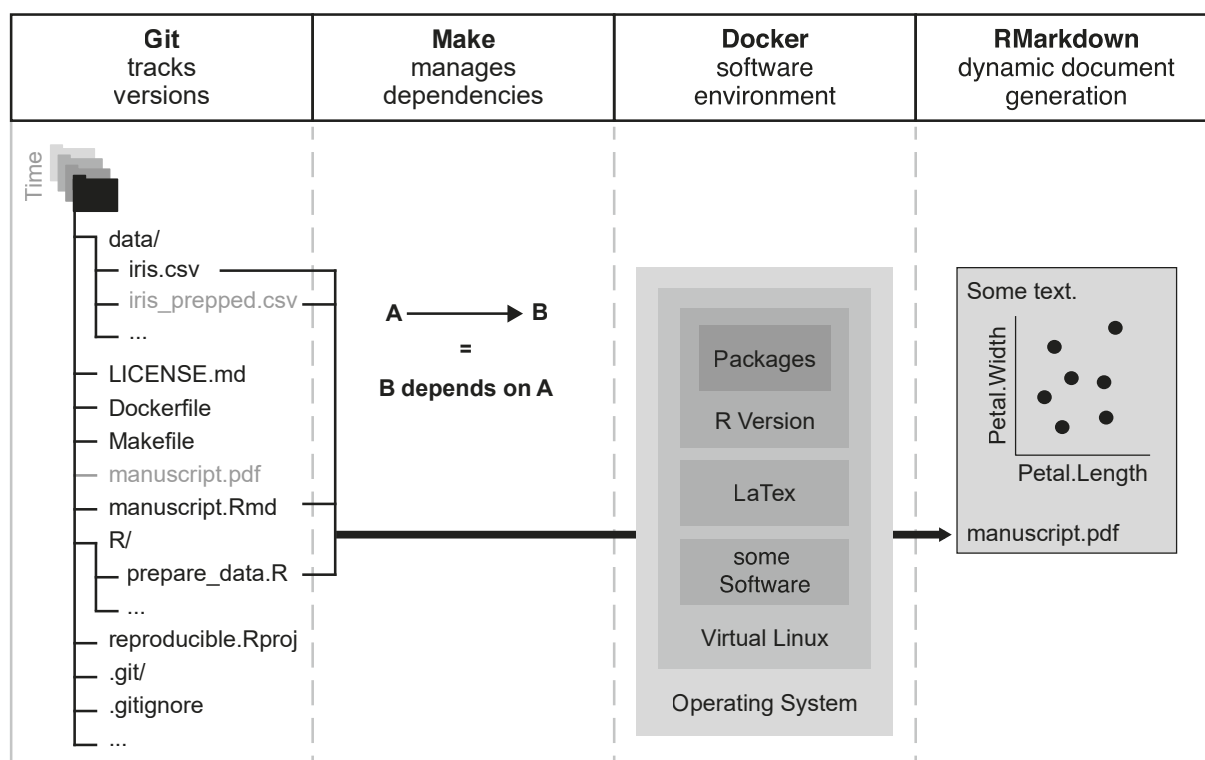 Git
tracks
versions
Make
manages
dependencies
Docker
software
environment
RMarkdown
dynamic document
generation
Time
data/
iris.csv
iris_prepped.csv
...
LICENSE.md
Dockerfile
Makefile
manuscript.pdf
manuscript.Rmd
R/
prepare_data.R
...
reproducible.Rproj
.git/
.gitignore
...
A B
=
B depends on A
Packages
R Version
LaTex
some
Software
Virtual Linux
Operating System
Some text.
Petal.Width
Petal.Length
manuscript.pdf